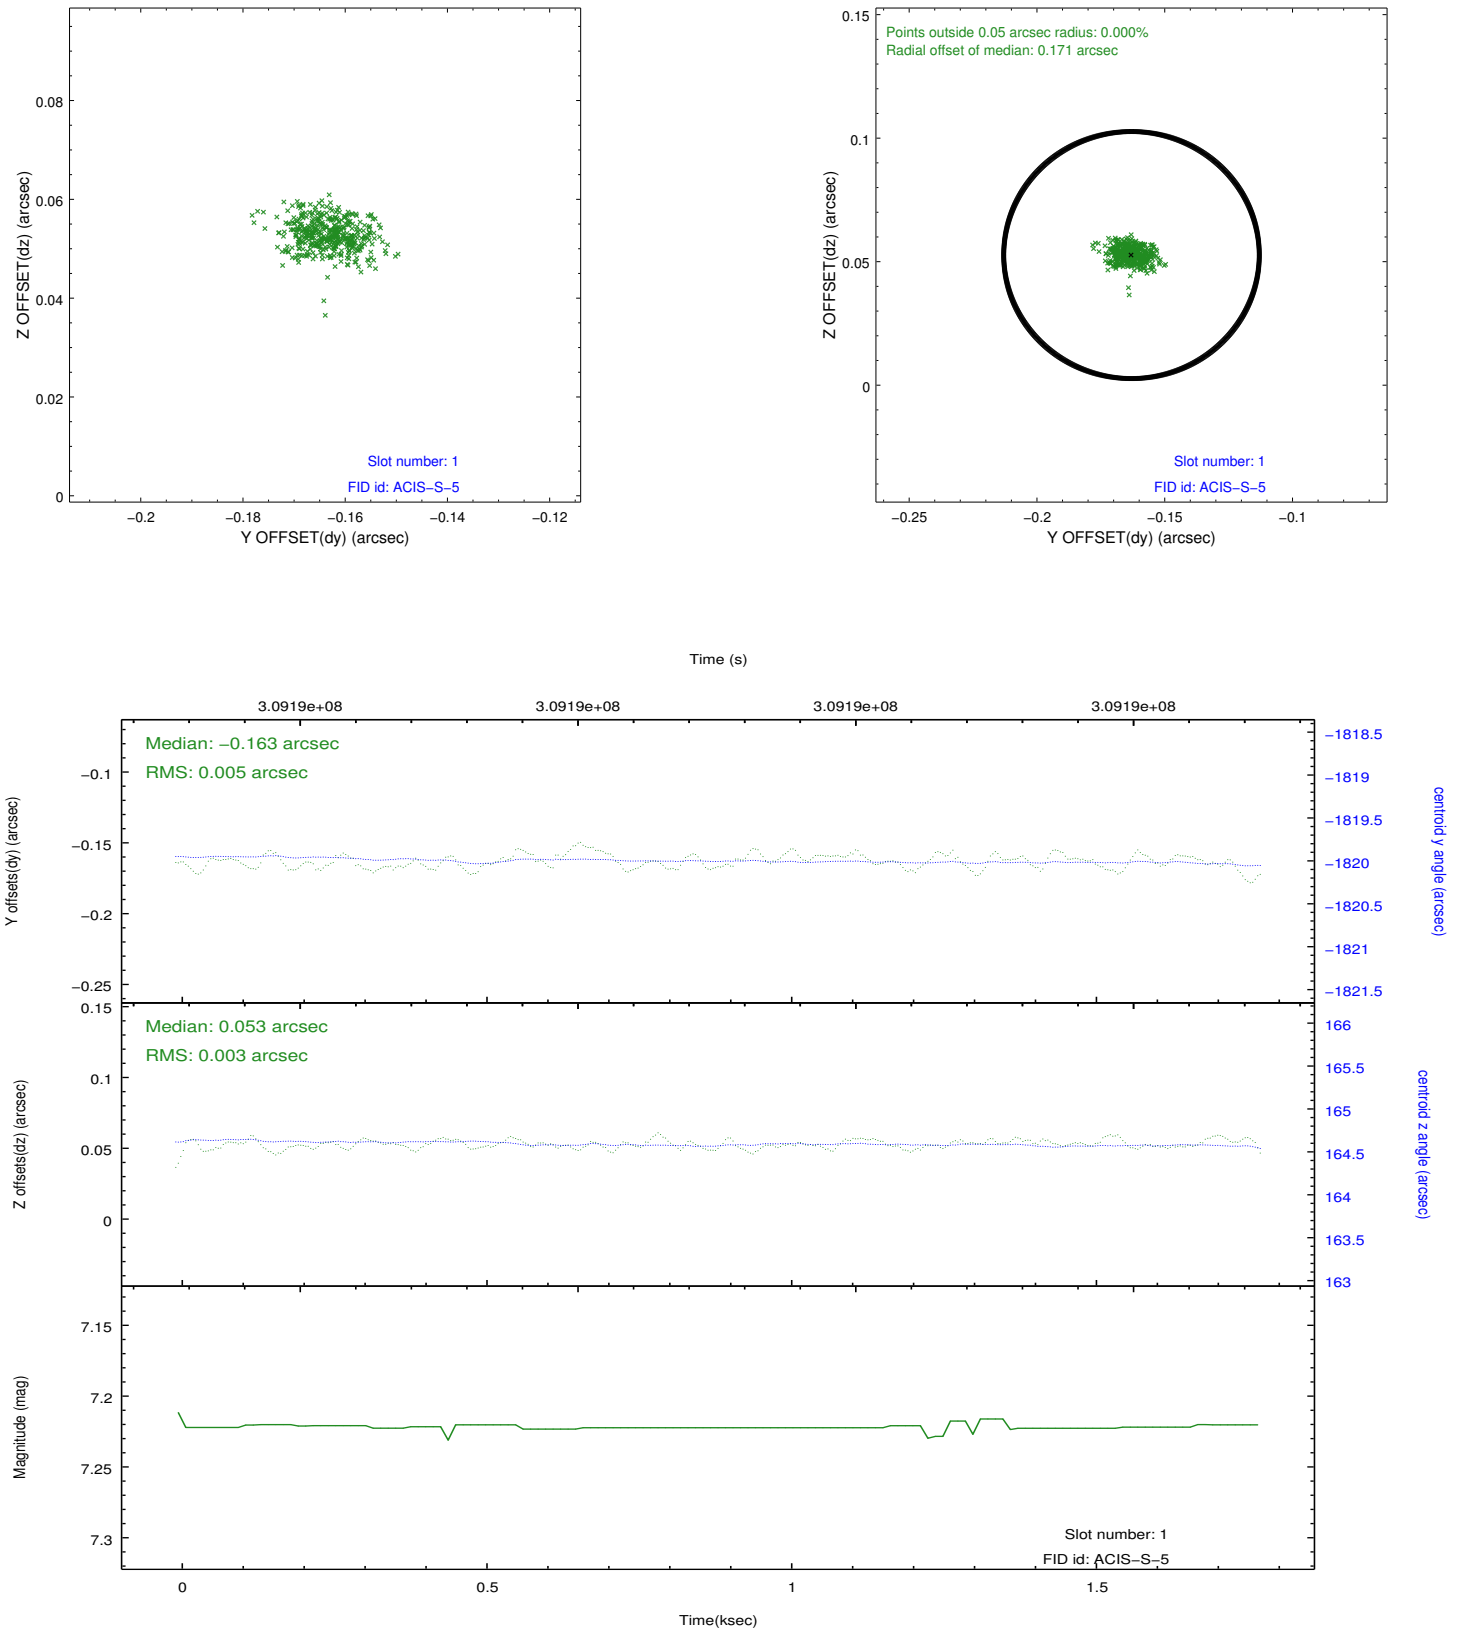 0.08
0.06
0.04
0.02
0
Z OFFSET(dz) (arcsec)
Slot number: 1
FID id: ACIS−S−5
−0.2
−0.18
−0.16
−0.14
−0.12
Y OFFSET(dy) (arcsec)
0.15
0.1
0.05
0
Z OFFSET(dz) (arcsec)
Points outside 0.05 arcsec radius: 0.000%
Radial offset of median: 0.171 arcsec
Slot number: 1
FID id: ACIS−S−5
−0.25
−0.2
−0.15
−0.1
Y OFFSET(dy) (arcsec)
Time (s)
3.0919e+08
3.0919e+08
3.0919e+08
3.0919e+08
Median: −0.163 arcsec
RMS: 0.005 arcsec
−0.1
−0.15
−0.2
−0.25
Y offsets(dy) (arcsec)
−1818.5
−1819
−1819.5
−1820
−1820.5
−1821
−1821.5
centroid y angle (arcsec)
Median: 0.053 arcsec
RMS: 0.003 arcsec
0.15
0.1
0.05
0
Z offsets(dz) (arcsec)
166
165.5
165
164.5
164
163.5
163
centroid z angle (arcsec)
7.15
7.2
7.25
7.3
Magnitude (mag)
Slot number: 1
FID id: ACIS−S−5
0
0.5
1
1.5
Time(ksec)